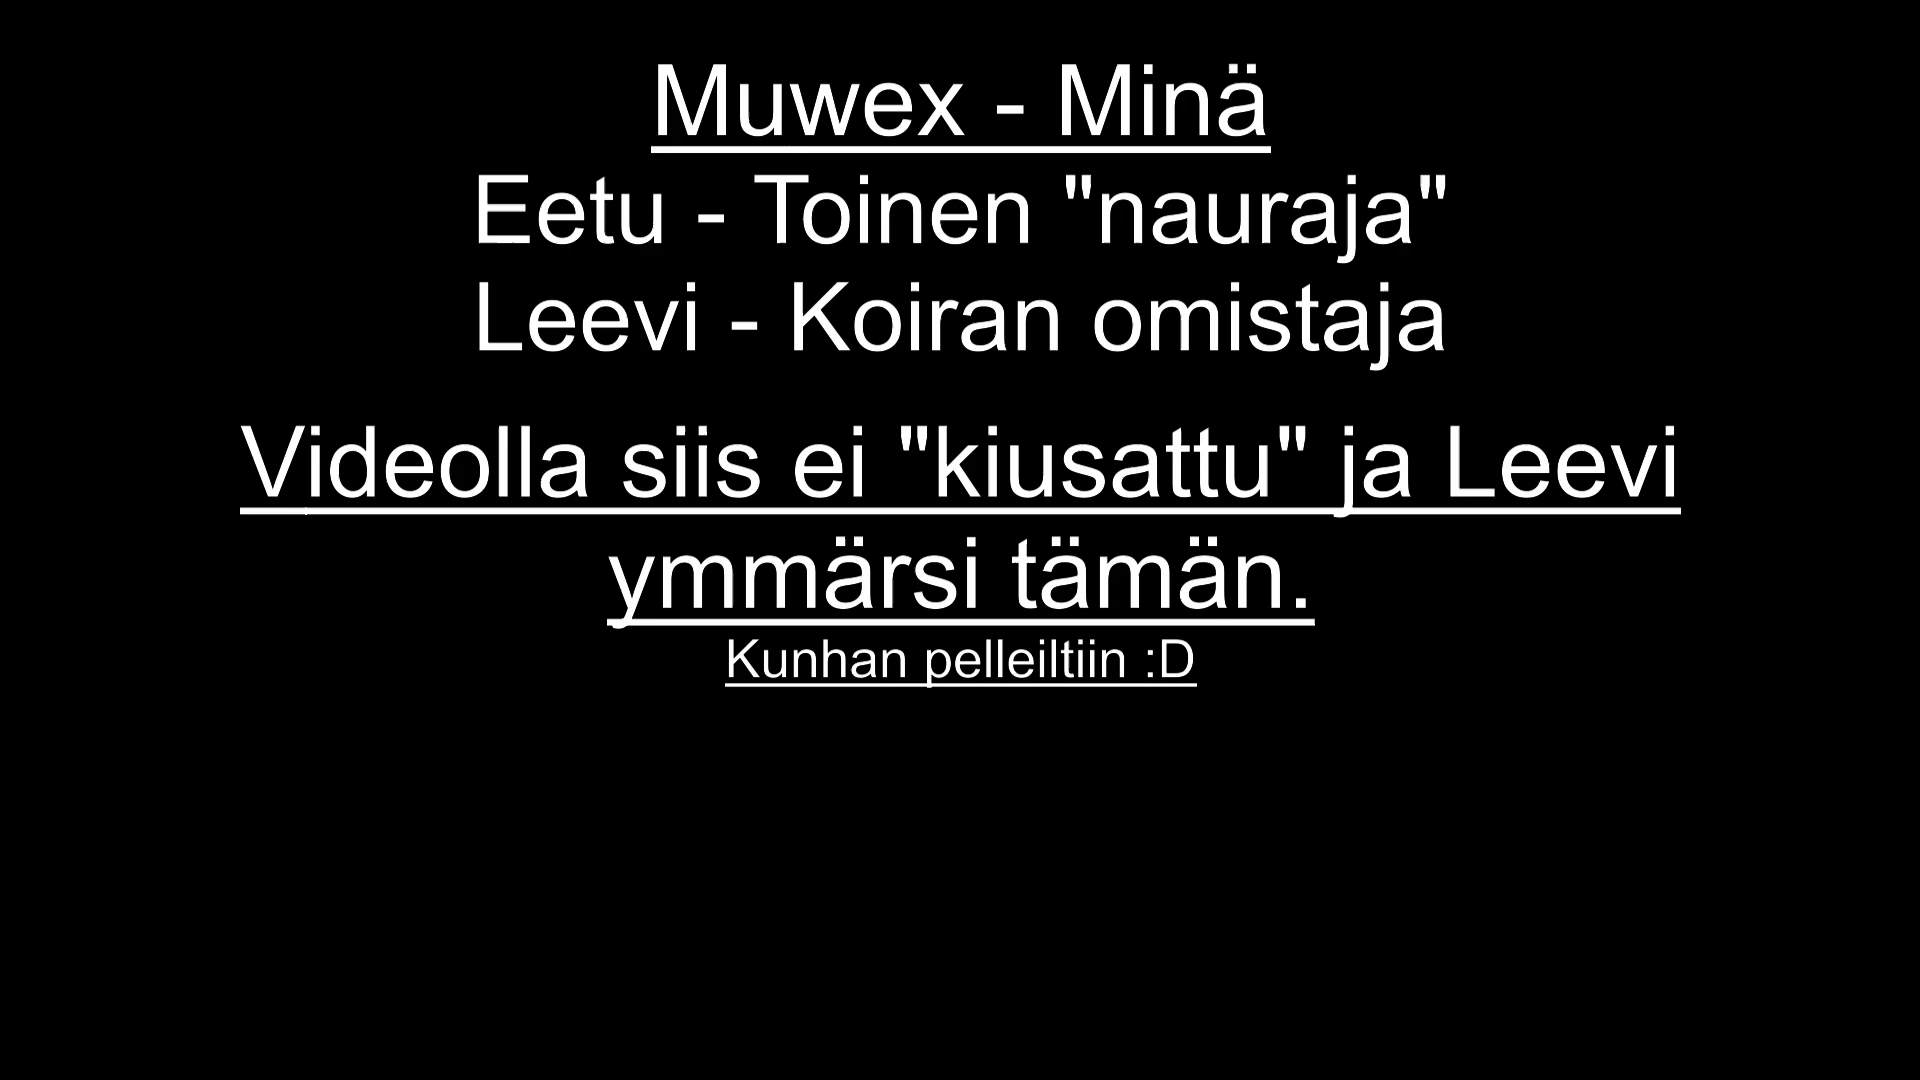 Muwex - Minä
Eetu - Toinen "nauraja"
Leevi - Koiran omistaja
Videolla siis ei "kiusattu" ja Leevi
ymmärsi tämän.
Kunhan pelleiltiin :D